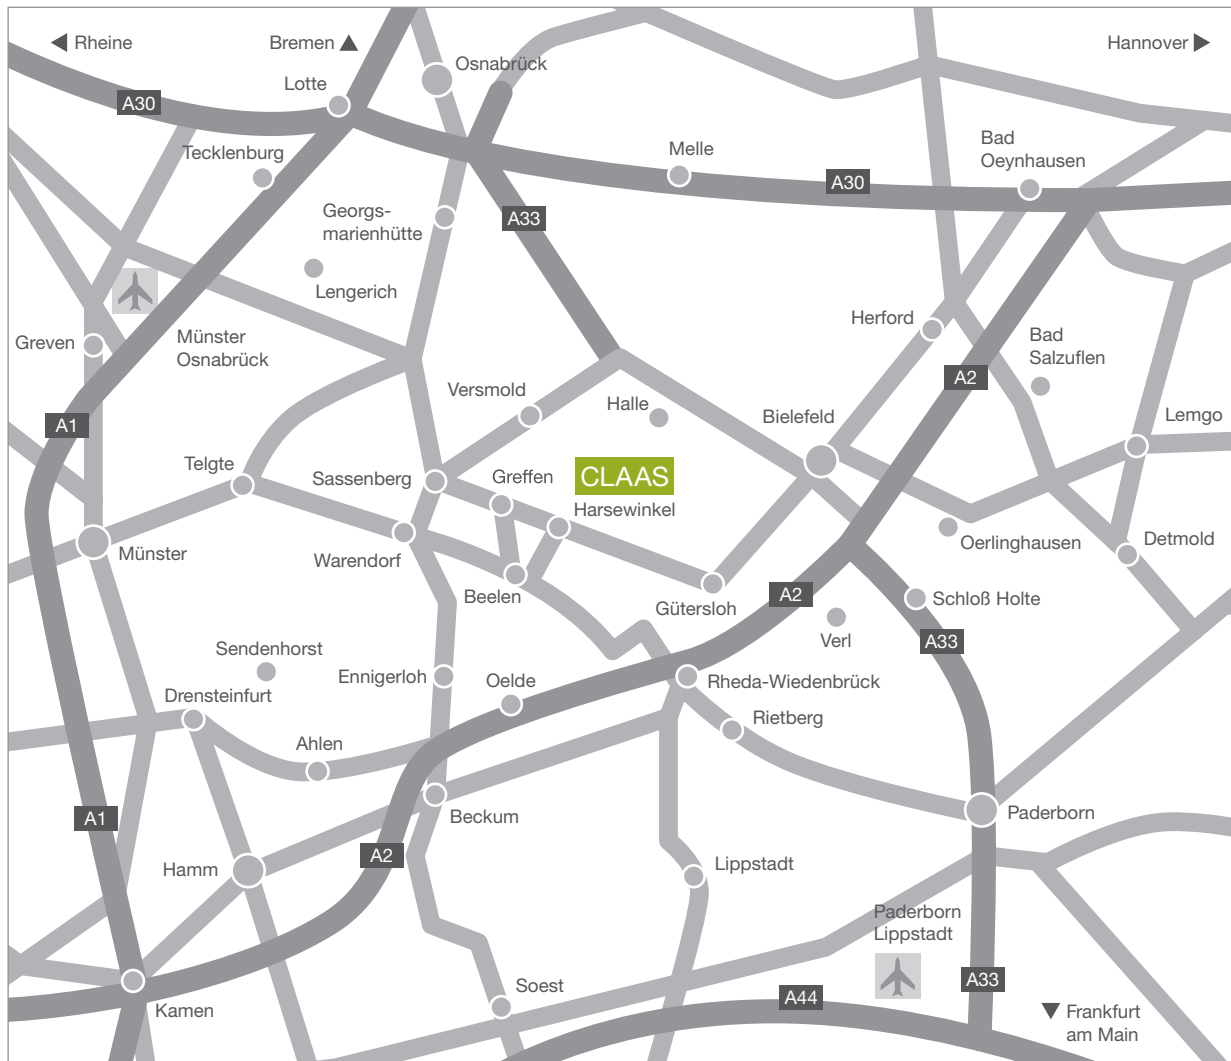 Rheine
Bremen
Hannover
Osnabrück
Lotte
A30
Tecklenburg
Melle
Bad
Oeynhausen
A30
Georgs-
marienhütte
A33
Lengerich
Münster
Osnabrück
Greven
Herford
Bad
Salzuflen
A2
Versmold
Halle
Bielefeld
Lemgo
A1
Telgte
Sassenberg
Greffen
CLAAS
Harsewinkel
Münster
Warendorf
Oerlinghausen
Detmold
Beelen
Gütersloh
A2
Schloß Holte
Verl
A33
Sendenhorst
Ennigerloh
Oelde
Rheda-Wiedenbrück
Drensteinfurt
Rietberg
Ahlen
A1
Beckum
Paderborn
A2
Hamm
Lippstadt
Paderborn
Lippstadt
Soest
A33
A44
Kamen
Frankfurt
am Main